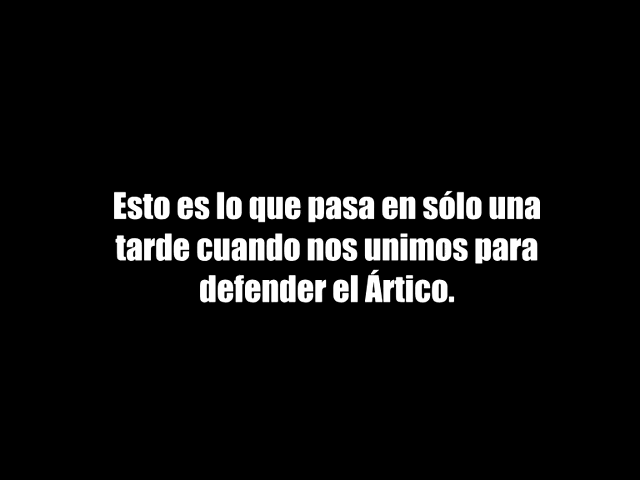 Esto es lo que pasa en sólo una
tarde cuando nos unimos para
defender el Ártico.